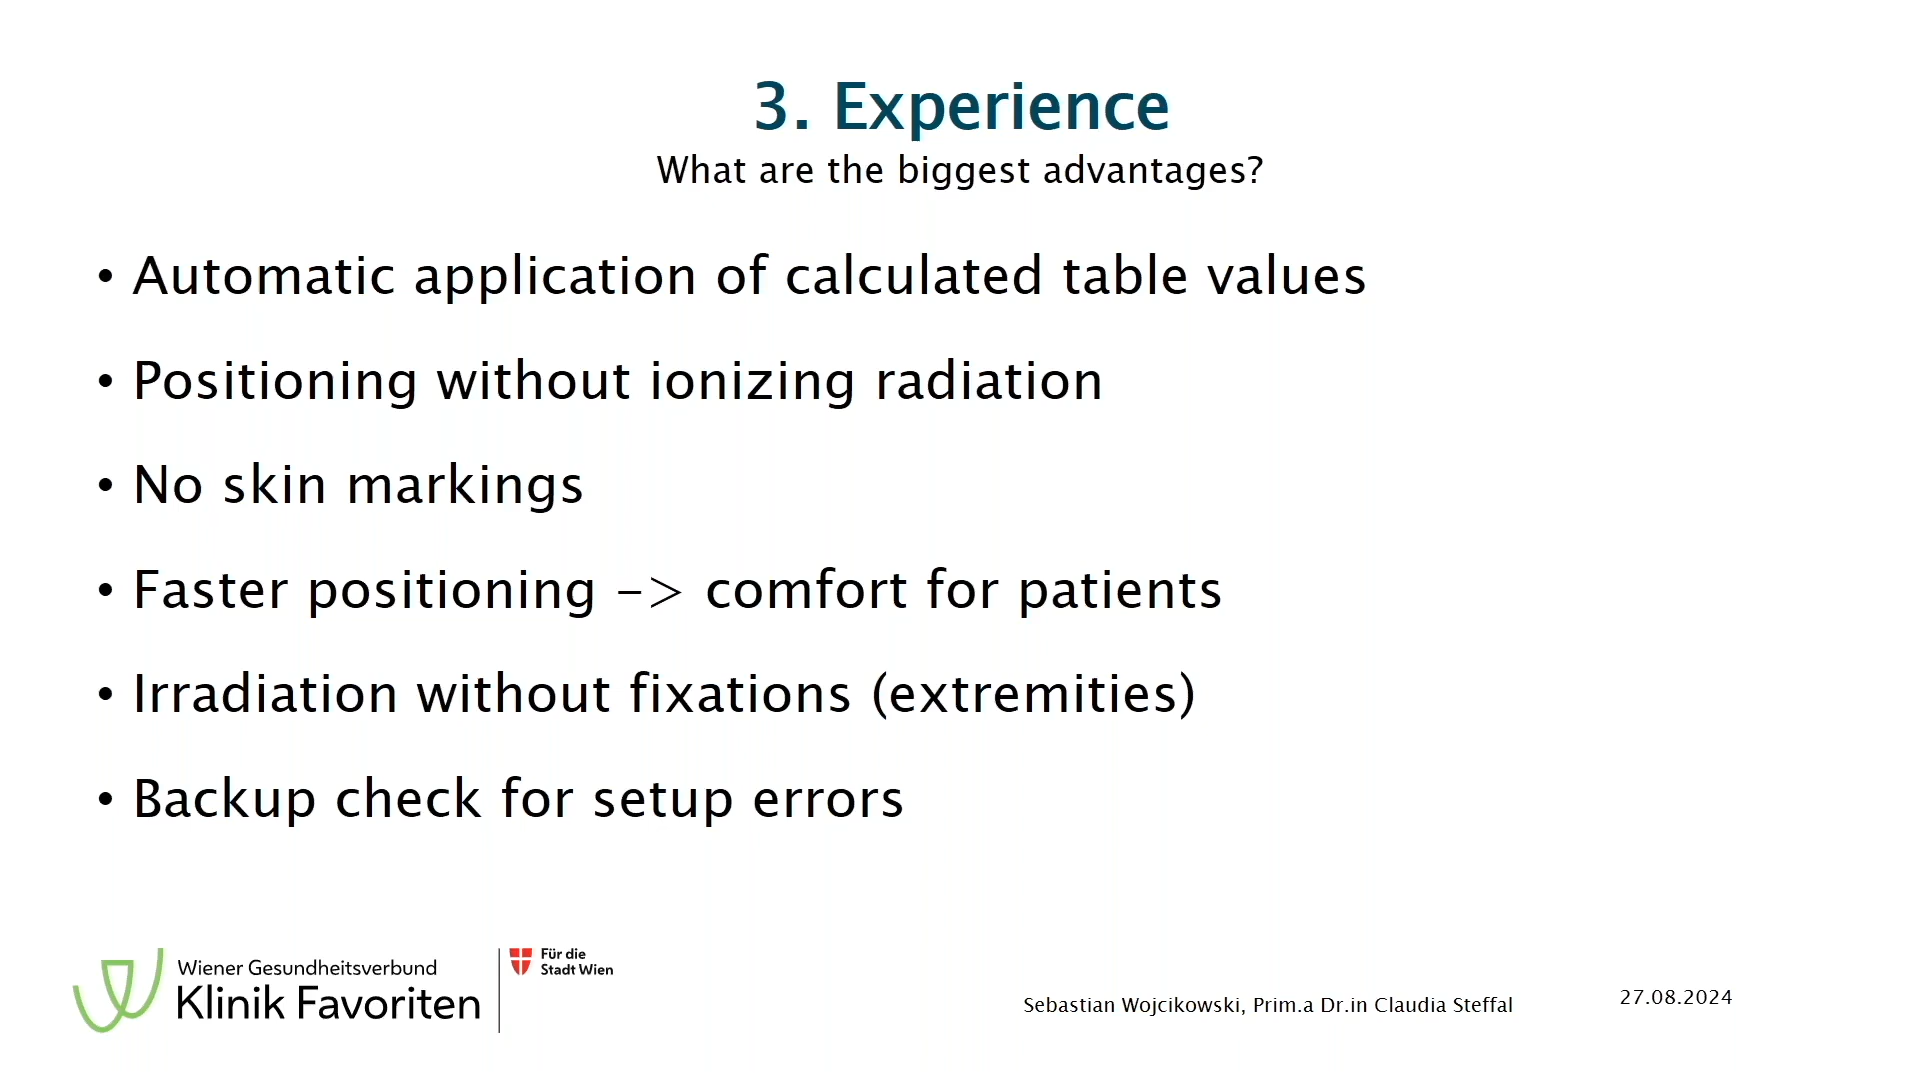 3. Experience
What are the biggest advantages?
• Automatic application of calculated table values
• Positioning without ionizing radiation
• No skin markings
• Faster positioning -> comfort for patients
• Irradiation without fixations (extremities)
• Backup check for setup errors
Wiener Gesundheitsverbund
Klinik Favoriten
Für die
Stadt Wien
Sebastian Wojcikowski, Prim.a Dr.in Claudia Steffal
27.08.2024